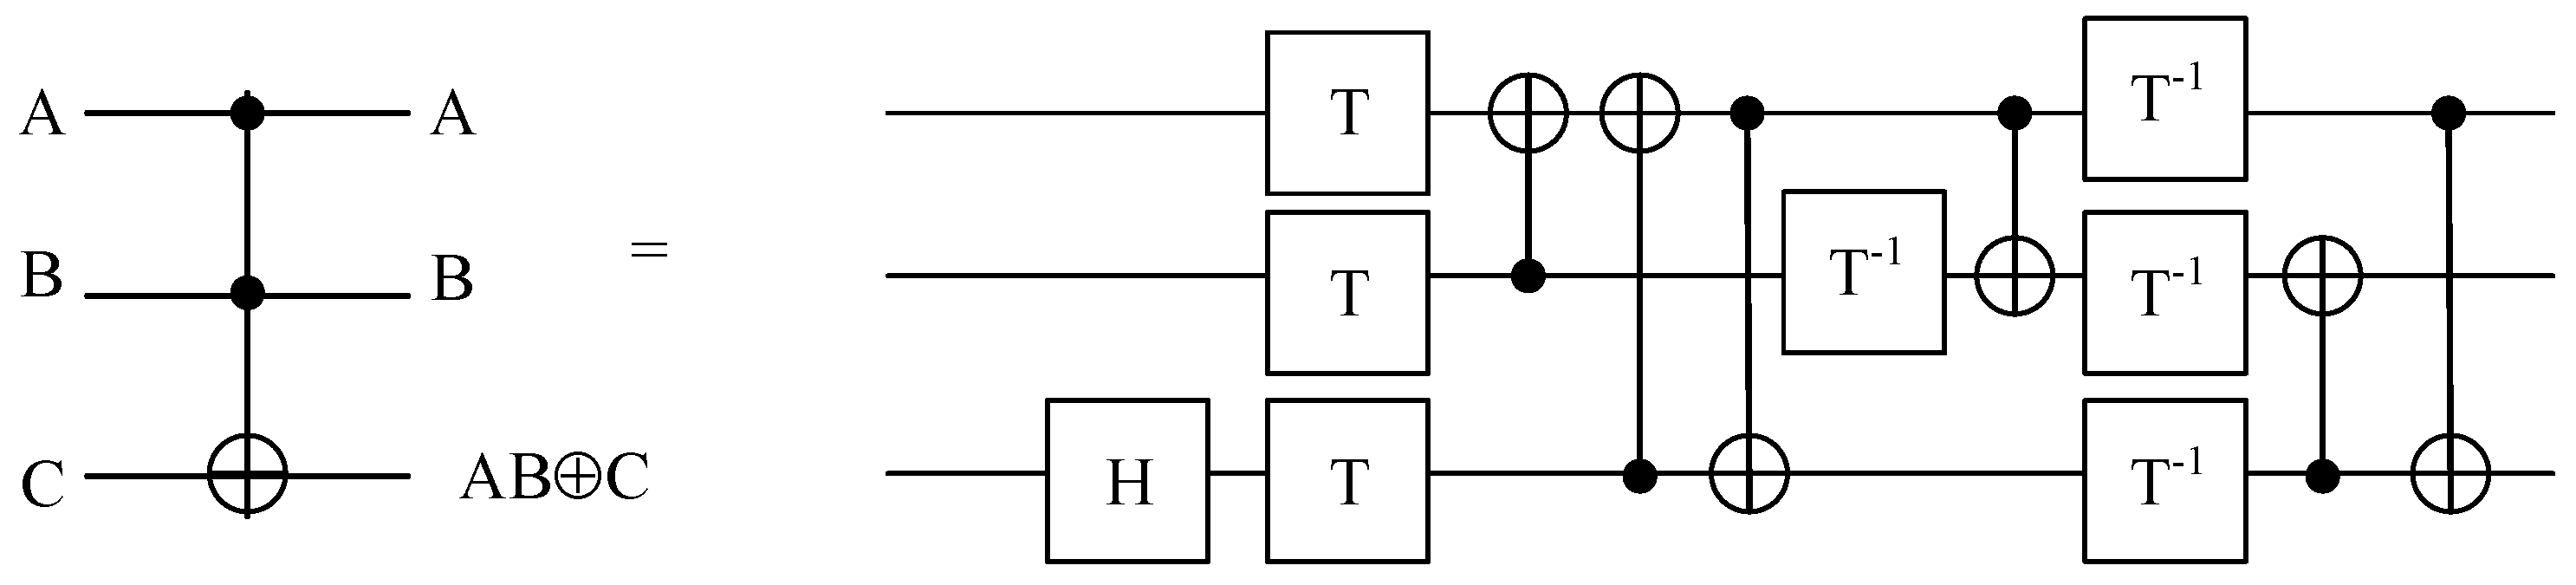 A A T T⁻¹
B B = T T⁻¹ T⁻¹
C AB⊕C H T T⁻¹